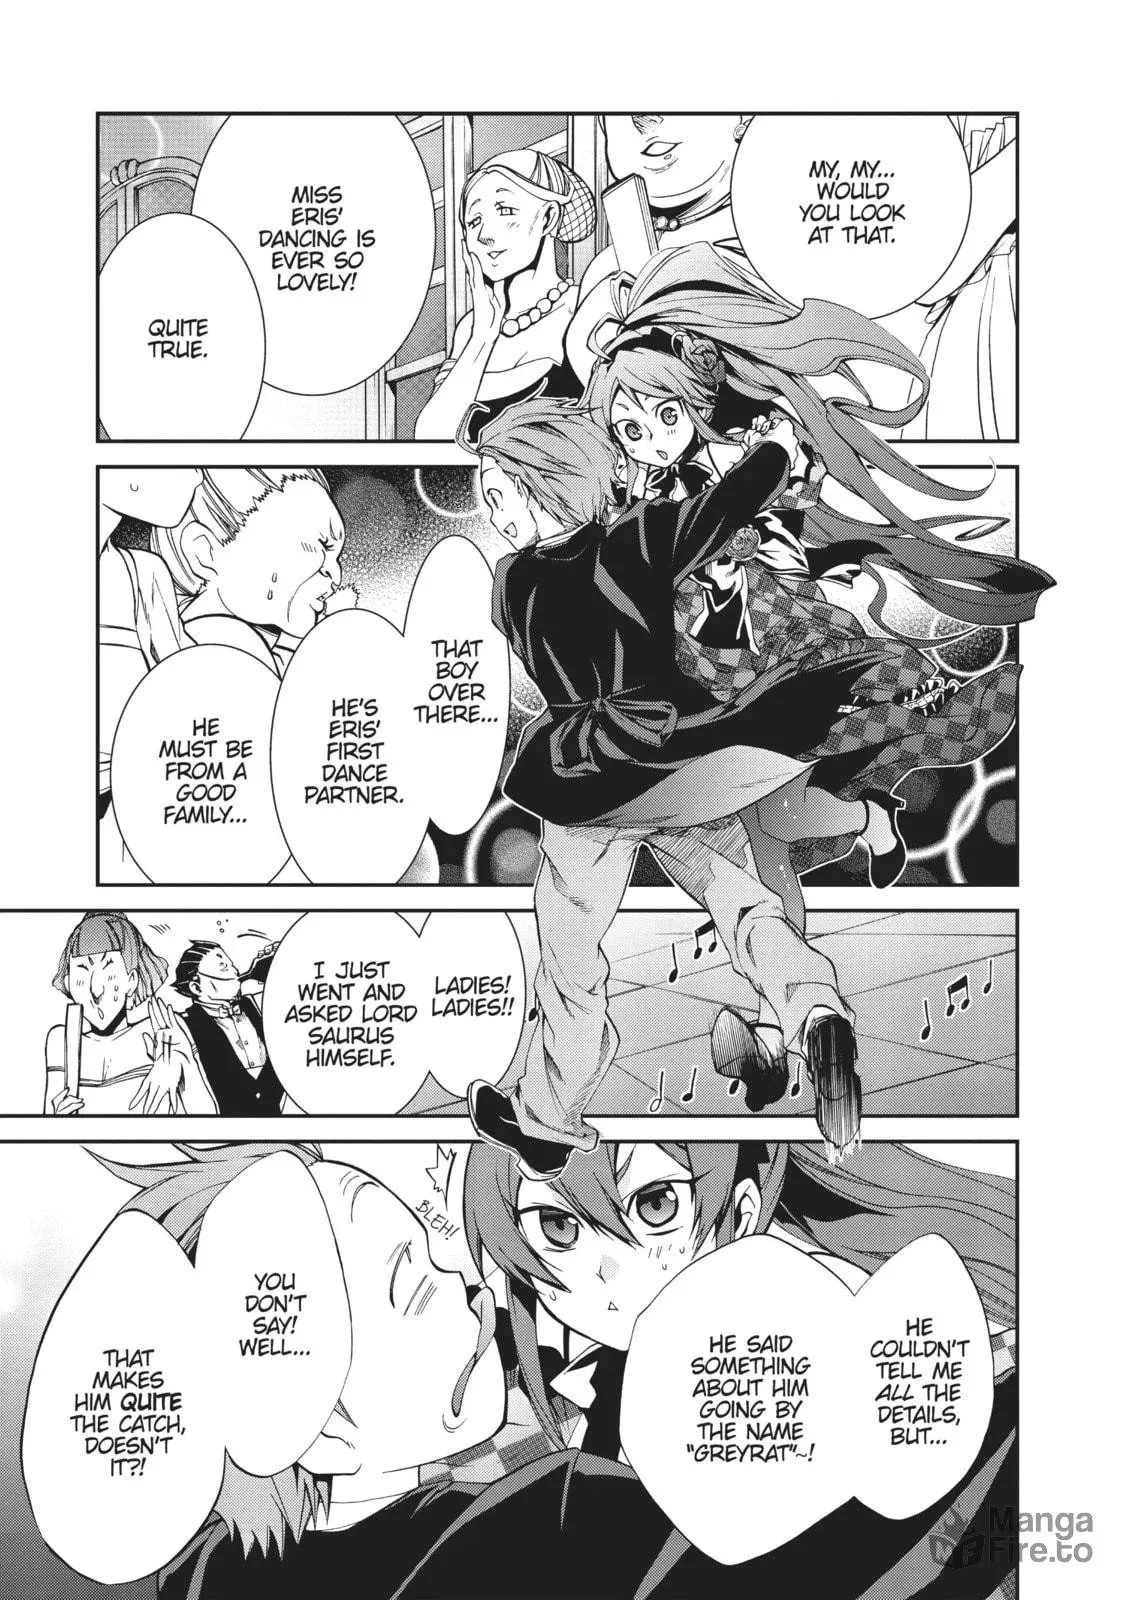 MY, MY...
WOULD
YOU LOOK
AT THAT.
MISS
ERIS'
DANCING IS
EVER SO
LOVELY!
QUITE
TRUE.
THAT
BOY
OVER
THERE...
HE'S
ERIS'
FIRST
DANCE
PARTNER.
HE
MUST BE
FROM A
GOOD
FAMILY...
LADIES!
LADIES!!
I JUST
WENT AND
ASKED LORD
SAURUS
HIMSELF.
HE
COULDN'T
TELL ME
ALL THE
DETAILS,
BUT...
HE SAID
SOMETHING
ABOUT HIM
GOING BY
THE NAME
"GREYRAT"~!
BLEH!
YOU
DON'T
SAY!
WELL...
THAT
MAKES
HIM QUITE
THE CATCH,
DOESN'T
IT?!
Manga
Fire.to